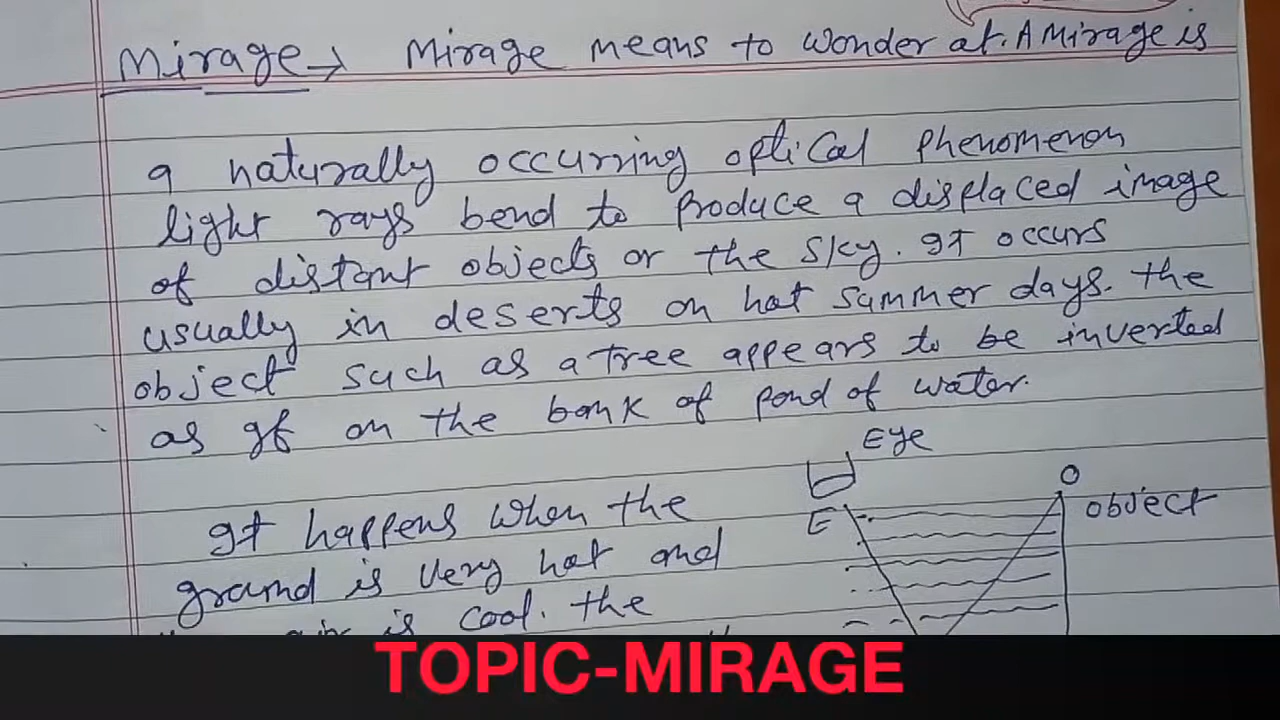 Mirage → Mirage means to wonder at. A Mirage is
a naturally occurring optical phenomenon
light rays bend to produce a displaced image
of distant objects or the sky. It occurs
usually in deserts on hot summer days. the
object such as a tree appears to be inverted
as If on the bank of pond of water.
Eye
O
object
E
It happens when the
ground is very hot and
air is cool. the
TOPIC-MIRAGE